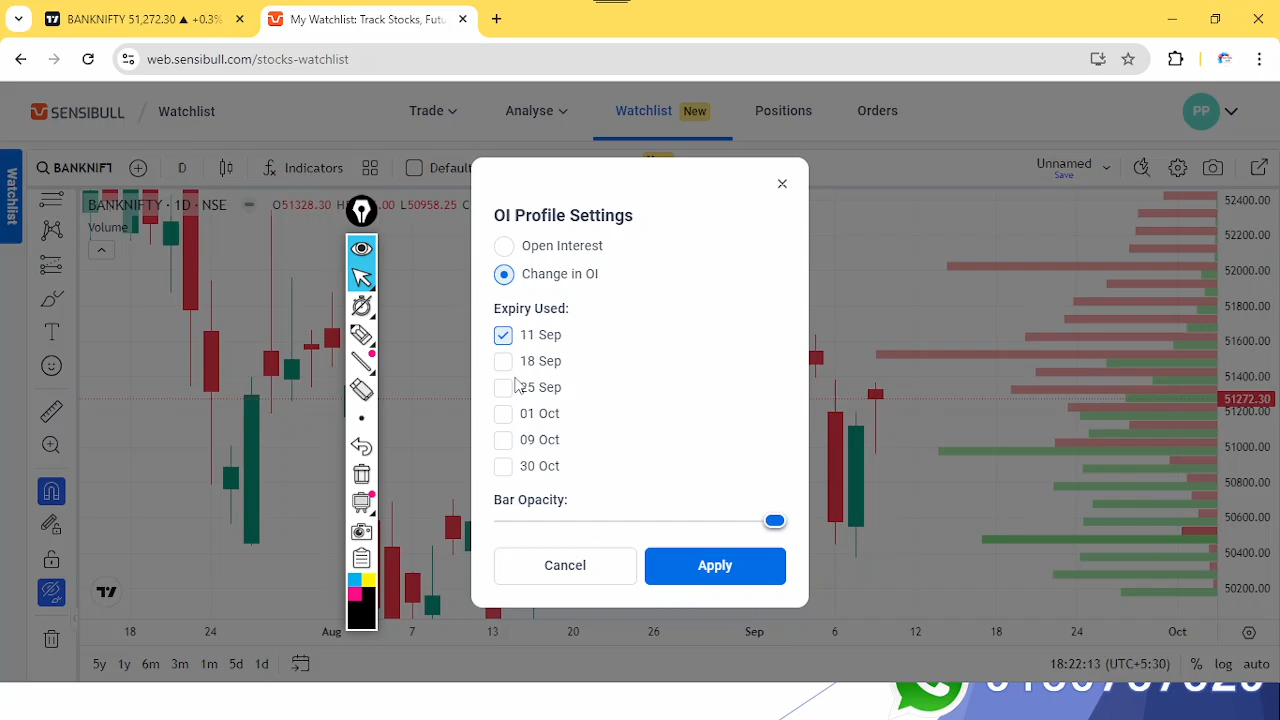 BANKNIFTY 51,272.30 ▲ +0.3%
My Watchlist: Track Stocks, Futu
web.sensibull.com/stocks-watchlist
SENSIBULL / Watchlist
Trade
Analyse
Watchlist New
Positions
Orders
PP
Watchlist
BANKNIFT
D
Indicators
Default
Unnamed
Save
BANKNIFTY · 1D · NSE
O51328.30
L50958.25
Volume
OI Profile Settings
Open Interest
Change in OI
Expiry Used:
11 Sep
18 Sep
25 Sep
01 Oct
09 Oct
30 Oct
Bar Opacity:
Cancel
Apply
52400.00
52200.00
52000.00
51800.00
51600.00
51400.00
51272.30
51200.00
51000.00
50800.00
50600.00
50400.00
50200.00
18 24 Aug 7 13 20 26 Sep 6 12 18 24 Oct
5y 1y 6m 3m 1m 5d 1d
18:22:13 (UTC+5:30) % log auto